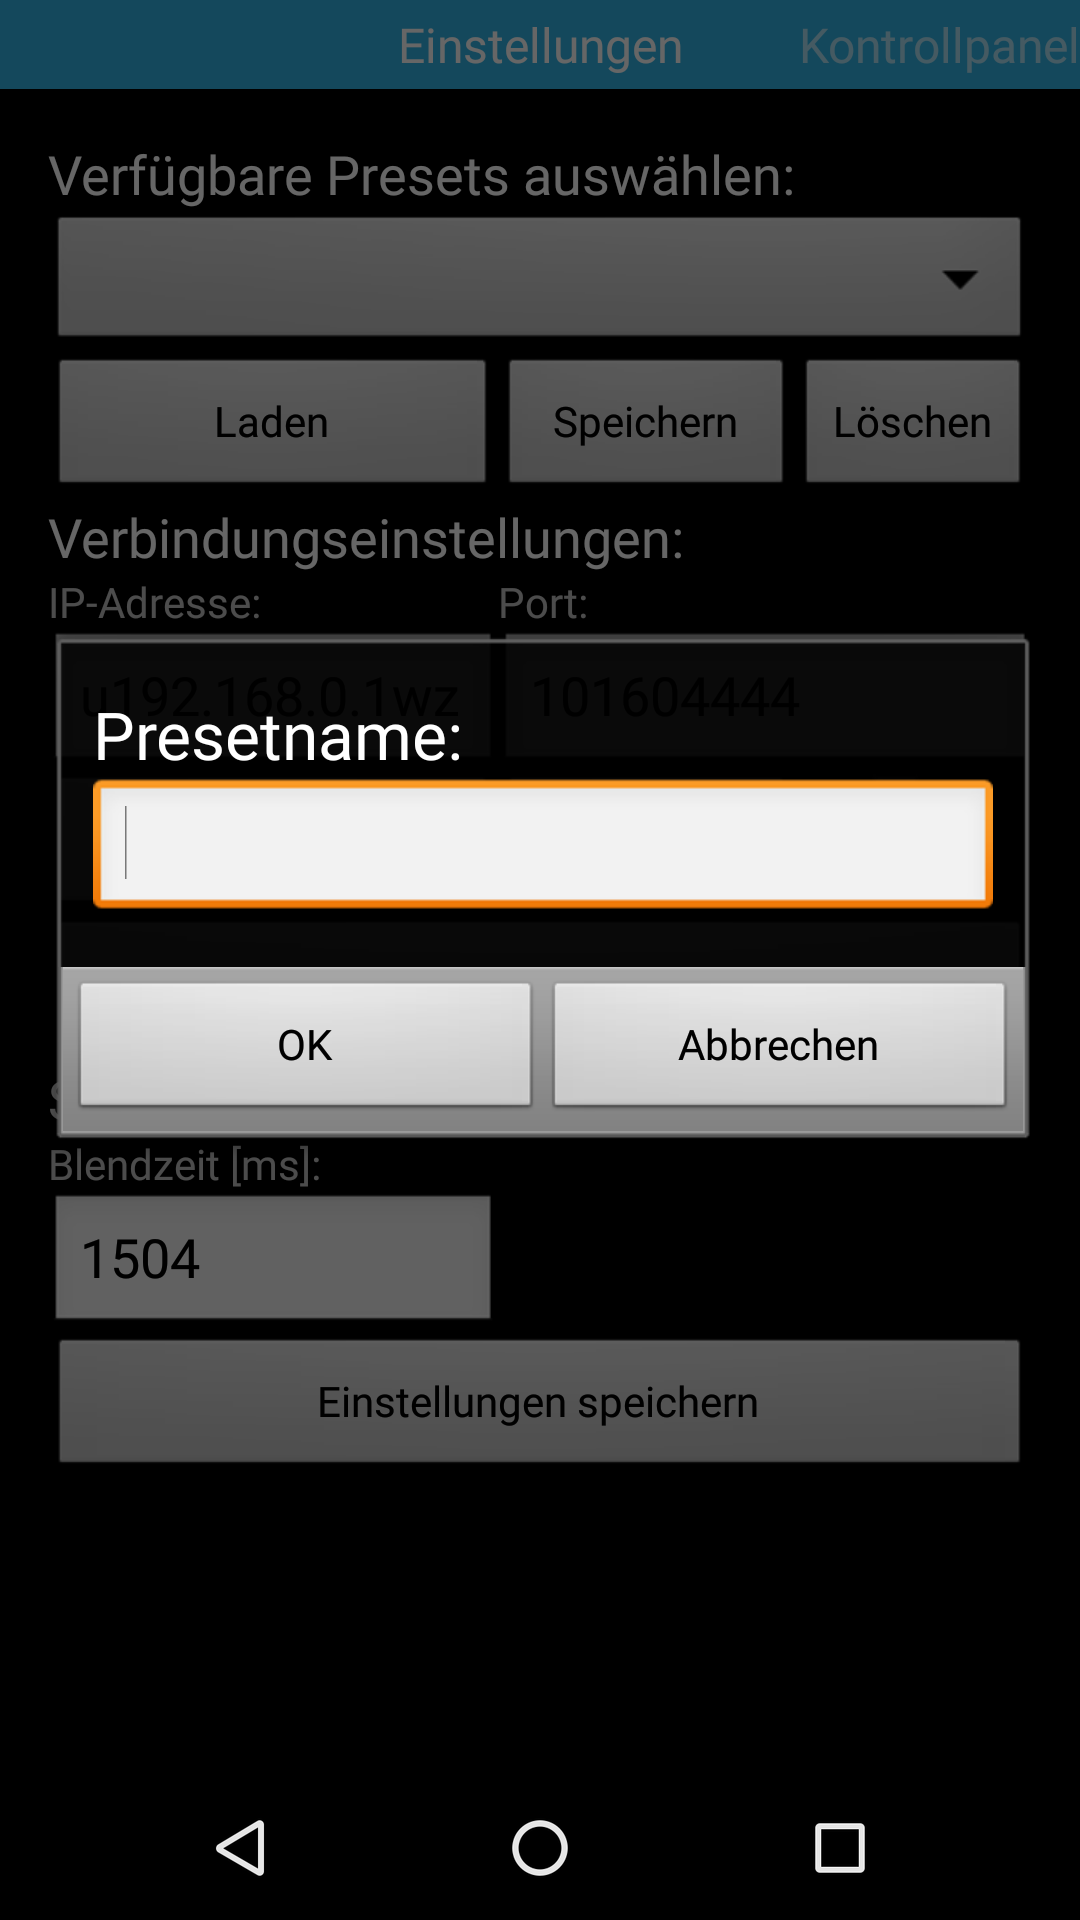 Einstellungen Kontrollpanel
Verfügbare Presets auswählen:
Laden Speichern Löschen
Verbindungseinstellungen:
IP-Adresse: Port:
u192.168.0.1wz 101604444
Presetname:
OK Abbrechen
Blendzeit [ms]:
1504
Einstellungen speichern